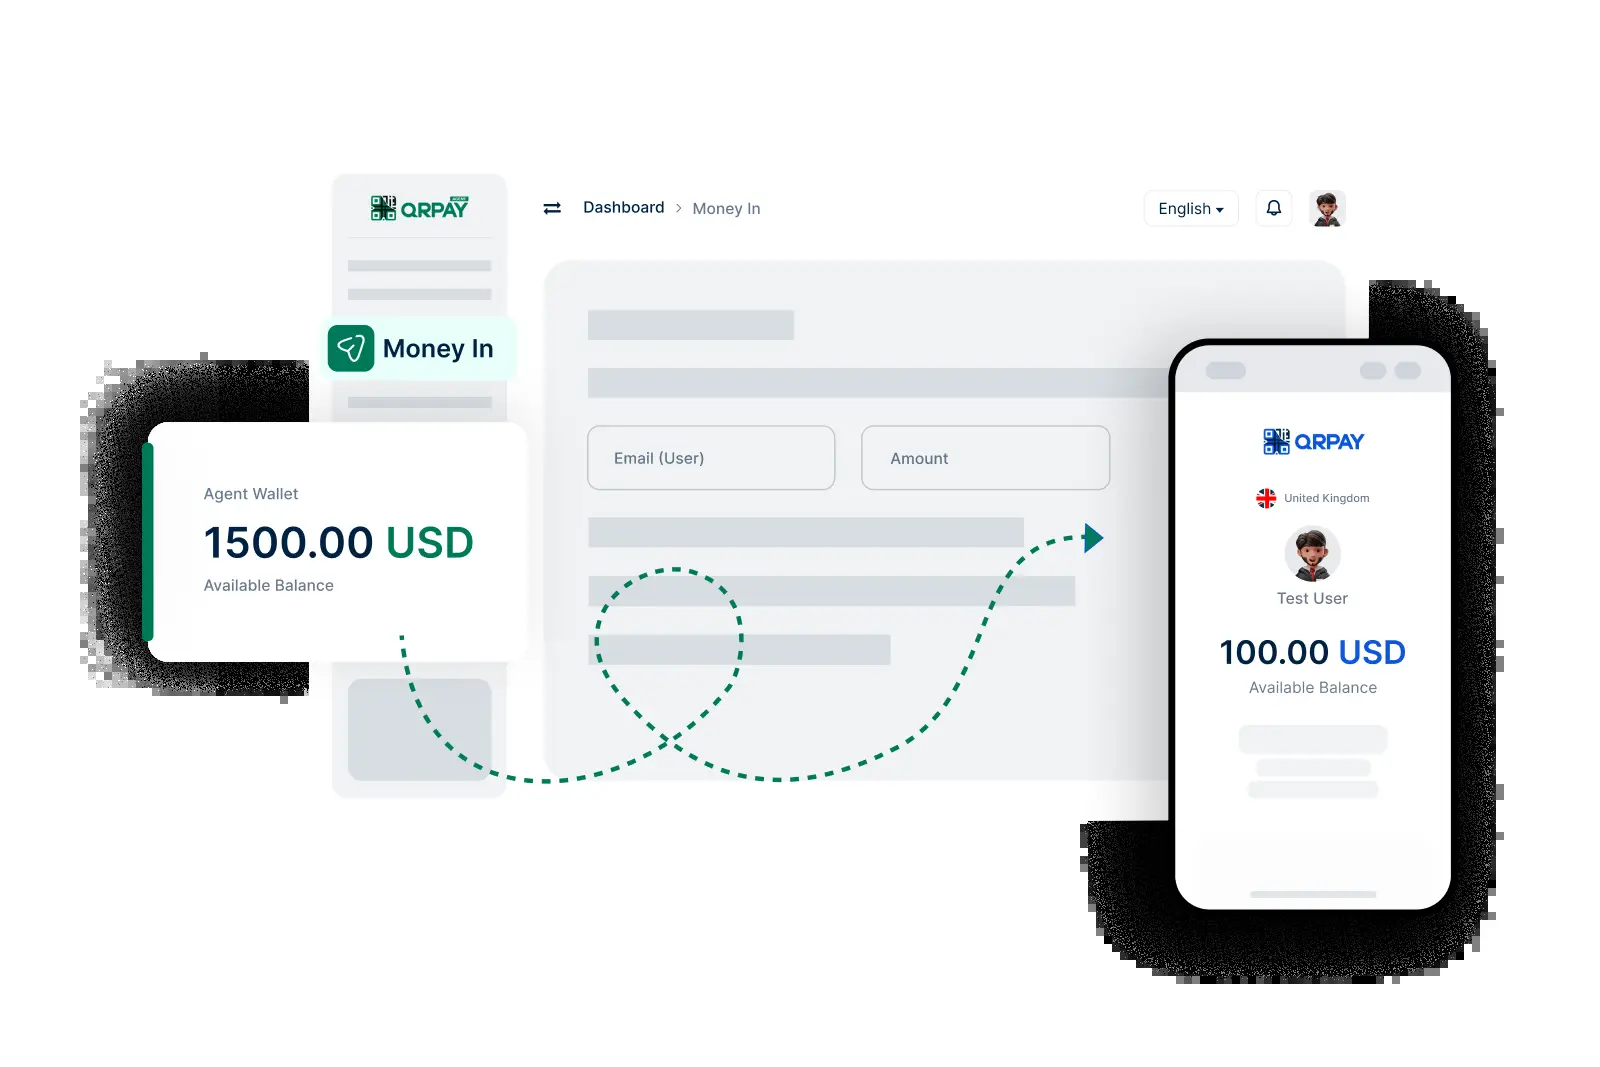 QRPAY
Dashboard > Money In
English
Money In
Email (User)
Amount
Agent Wallet
1500.00 USD
Available Balance
QRPAY
United Kingdom
Test User
100.00 USD
Available Balance